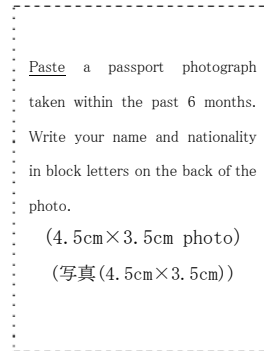 Paste a passport photograph
taken within the past 6 months.
Write your name and nationality
in block letters on the back of the
photo.
(4.5cm×3.5cm photo)
(写真(4.5cm×3.5cm))